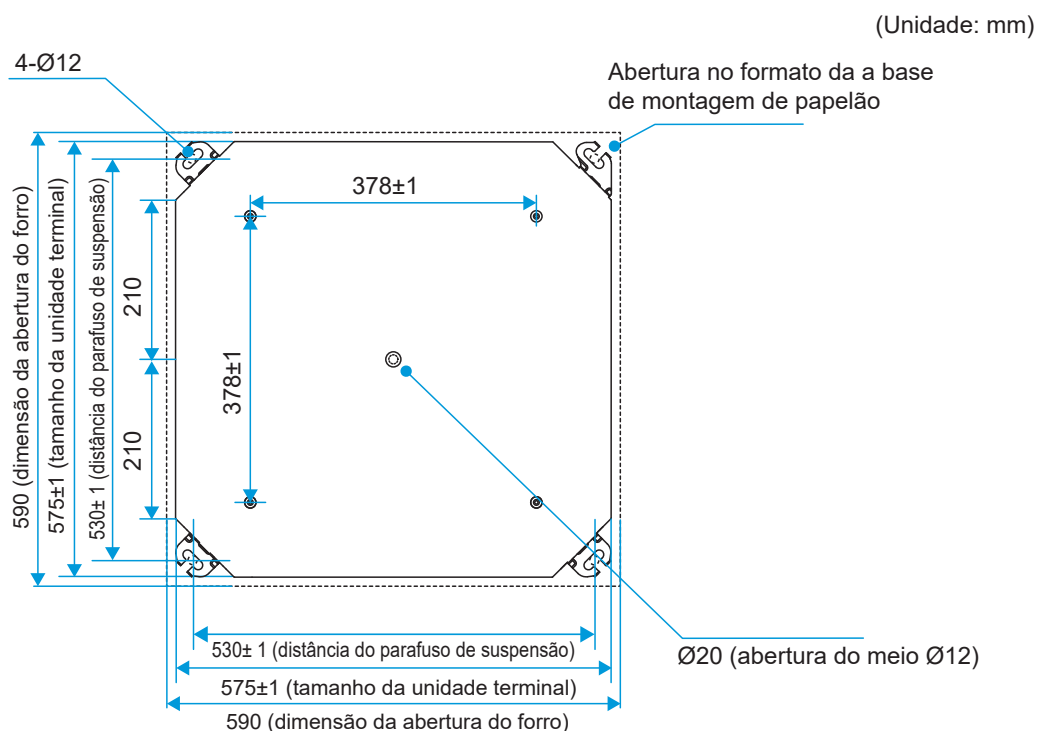 (Unidade: mm)
4-Ø12
Abertura no formato da a base
de montagem de papelão
378±1
590 (dimensão da abertura do forro)
575±1 (tamanho da unidade terminal)
530± 1 (distância do parafuso de suspensão)
210
210
378±1
530± 1 (distância do parafuso de suspensão)
Ø20 (abertura do meio Ø12)
575±1 (tamanho da unidade terminal)
590 (dimensão da abertura do forro)